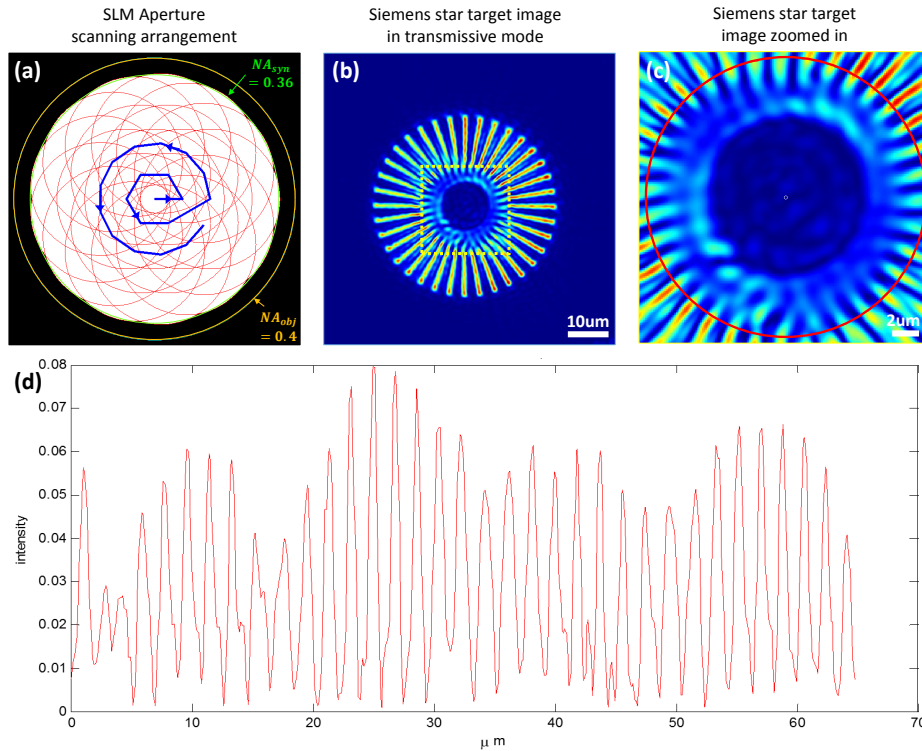 SLM Aperture
scanning arrangement
Siemens star target image
in transmissive mode
Siemens star target
image zoomed in
(a)
NA_syn
= 0.36
NA_obj
= 0.4
(b)
10um
(c)
2um
(d)
0.08
0.07
0.06
0.05
0.04
0.03
0.02
0.01
0
intensity
0 10 20 30 40 50 60 70
μ m